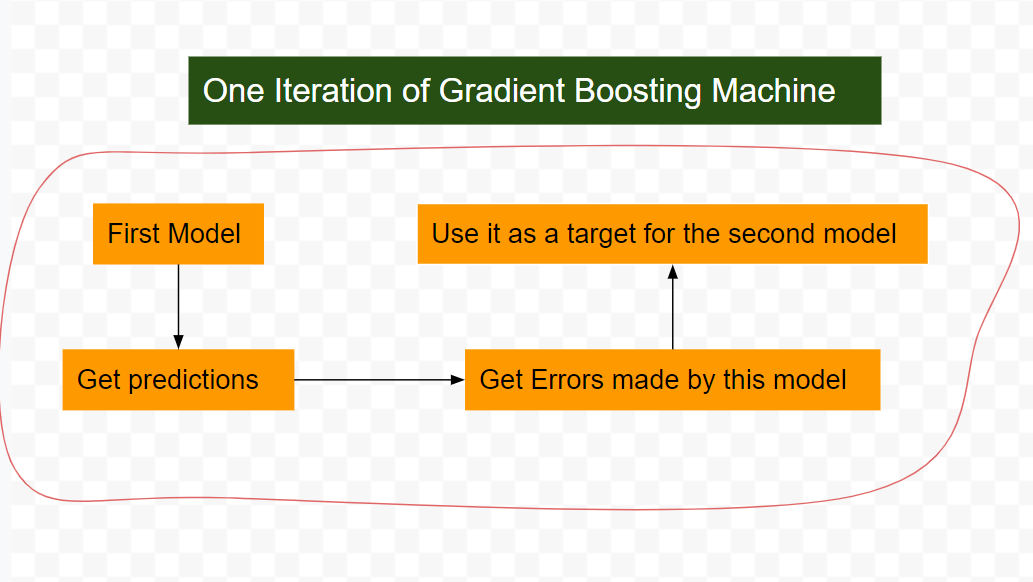 One Iteration of Gradient Boosting Machine
First Model
Get predictions
Get Errors made by this model
Use it as a target for the second model